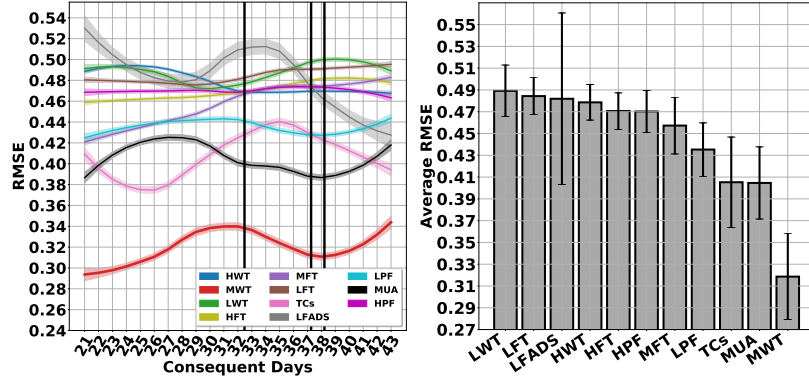 0.54
0.52
0.50
0.48
0.46
0.44
0.42
0.40
0.38
0.36
0.34
0.32
0.30
0.28
0.26
0.24
RMSE
HWT
MWT
LWT
HFT
MFT
LFT
TCs
LFADS
LPF
MUA
HPF
21 22 23 24 25 26 27 28 29 30 31 32 33 34 35 36 37 38 39 40 41 42 43
Consequent Days
0.55
0.53
0.51
0.49
0.47
0.45
0.43
0.41
0.39
0.37
0.35
0.33
0.31
0.29
0.27
Average RMSE
LWT
LFT
LFADS
HWT
HFT
HPF
MFT
LPF
TCs
MUA
MWT